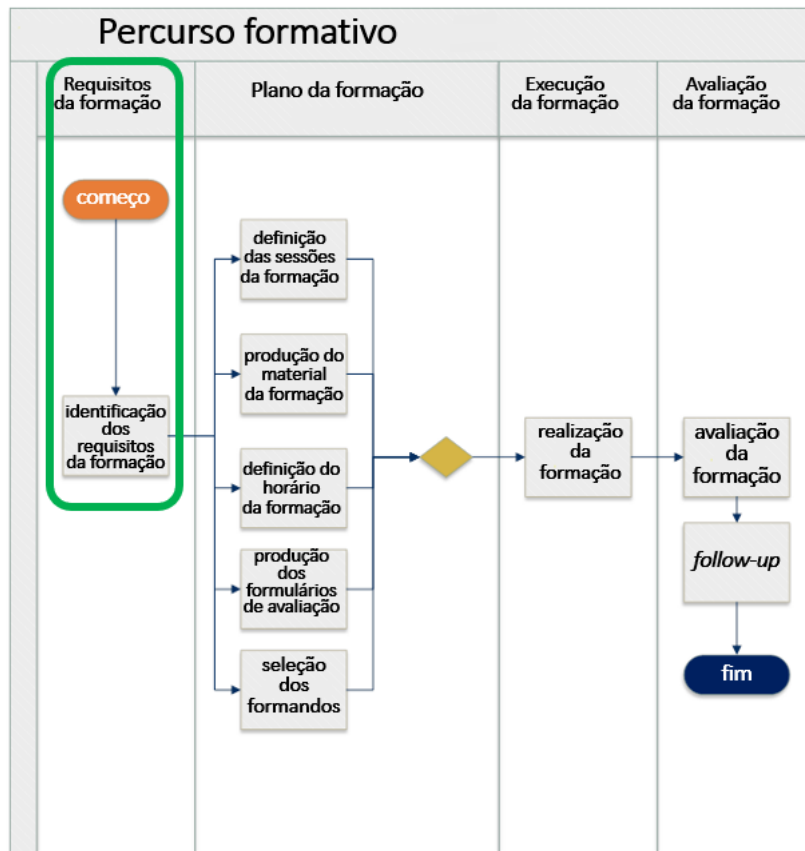 Percurso formativo
Requisitos
da formação
Plano da formação
Execução
da formação
Avaliação
da formação
começo
identificação
dos
requisitos
da formação
definição
das sessões
da formação
produção do
material
da formação
definição do
horário
da formação
produção
dos
formulários
de avaliação
seleção
dos
formandos
realização
da
formação
avaliação
da
formação
follow-up
fim